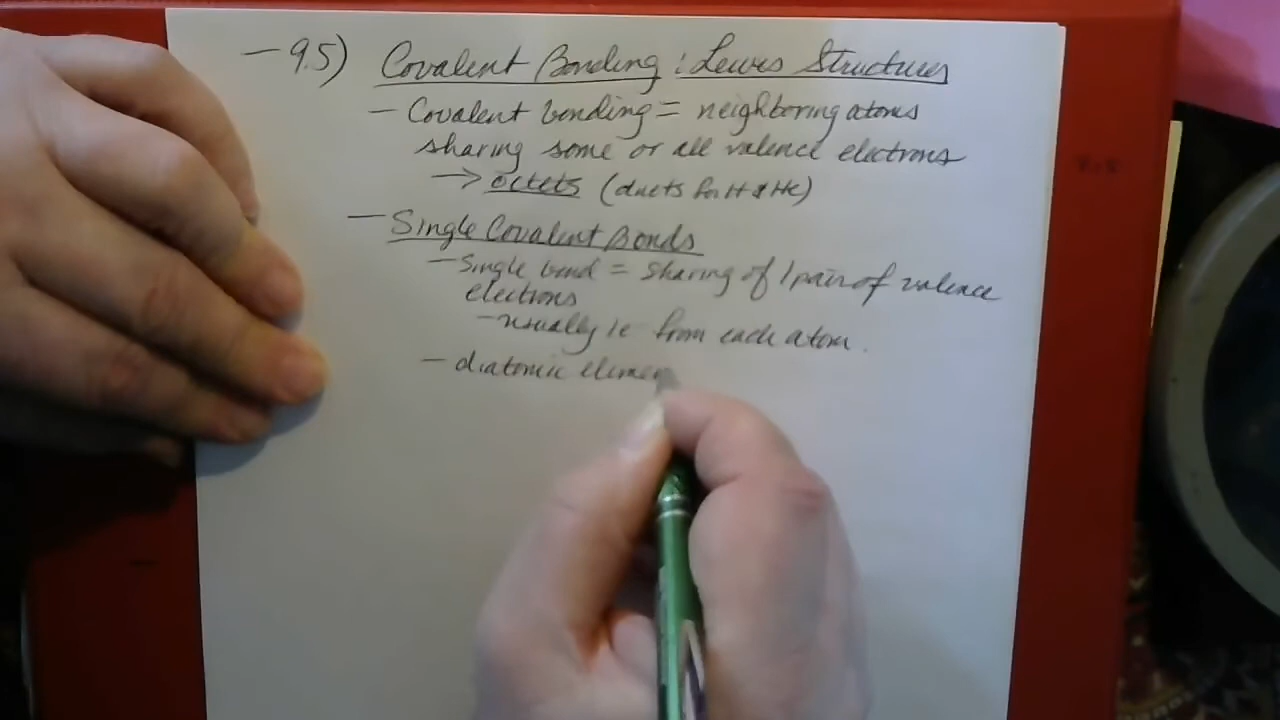 — 9.5) Covalent Bonding : Lewis Structures
— Covalent bonding = neighboring atoms
sharing some or all valence electrons
→ octets (duets for H & He)
— Single Covalent Bonds
— Single bond = sharing of 1 pair of valence
electrons
— usually 1e from each atom.
— diatomic elemen